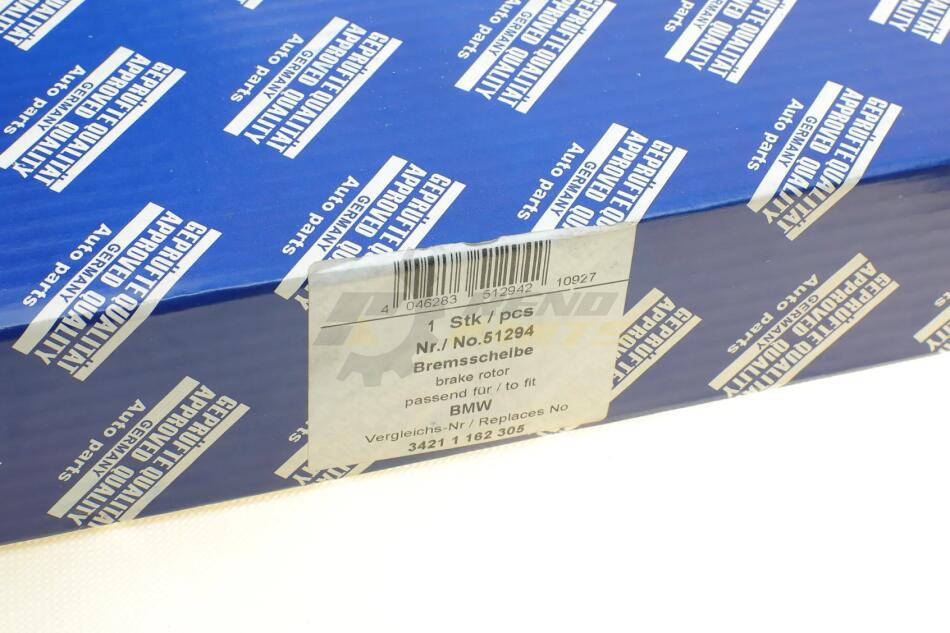 GEPRÜFTE QUALITÄT
APPROVED QUALITY
GERMANY
Auto parts
4 046283 512942 10927
1 Stk / pcs
Nr./ No.51294
Bremsscheibe
brake rotor
passend für / to fit
BMW
Vergleichs-Nr / Replaces No
3421 1 162 305